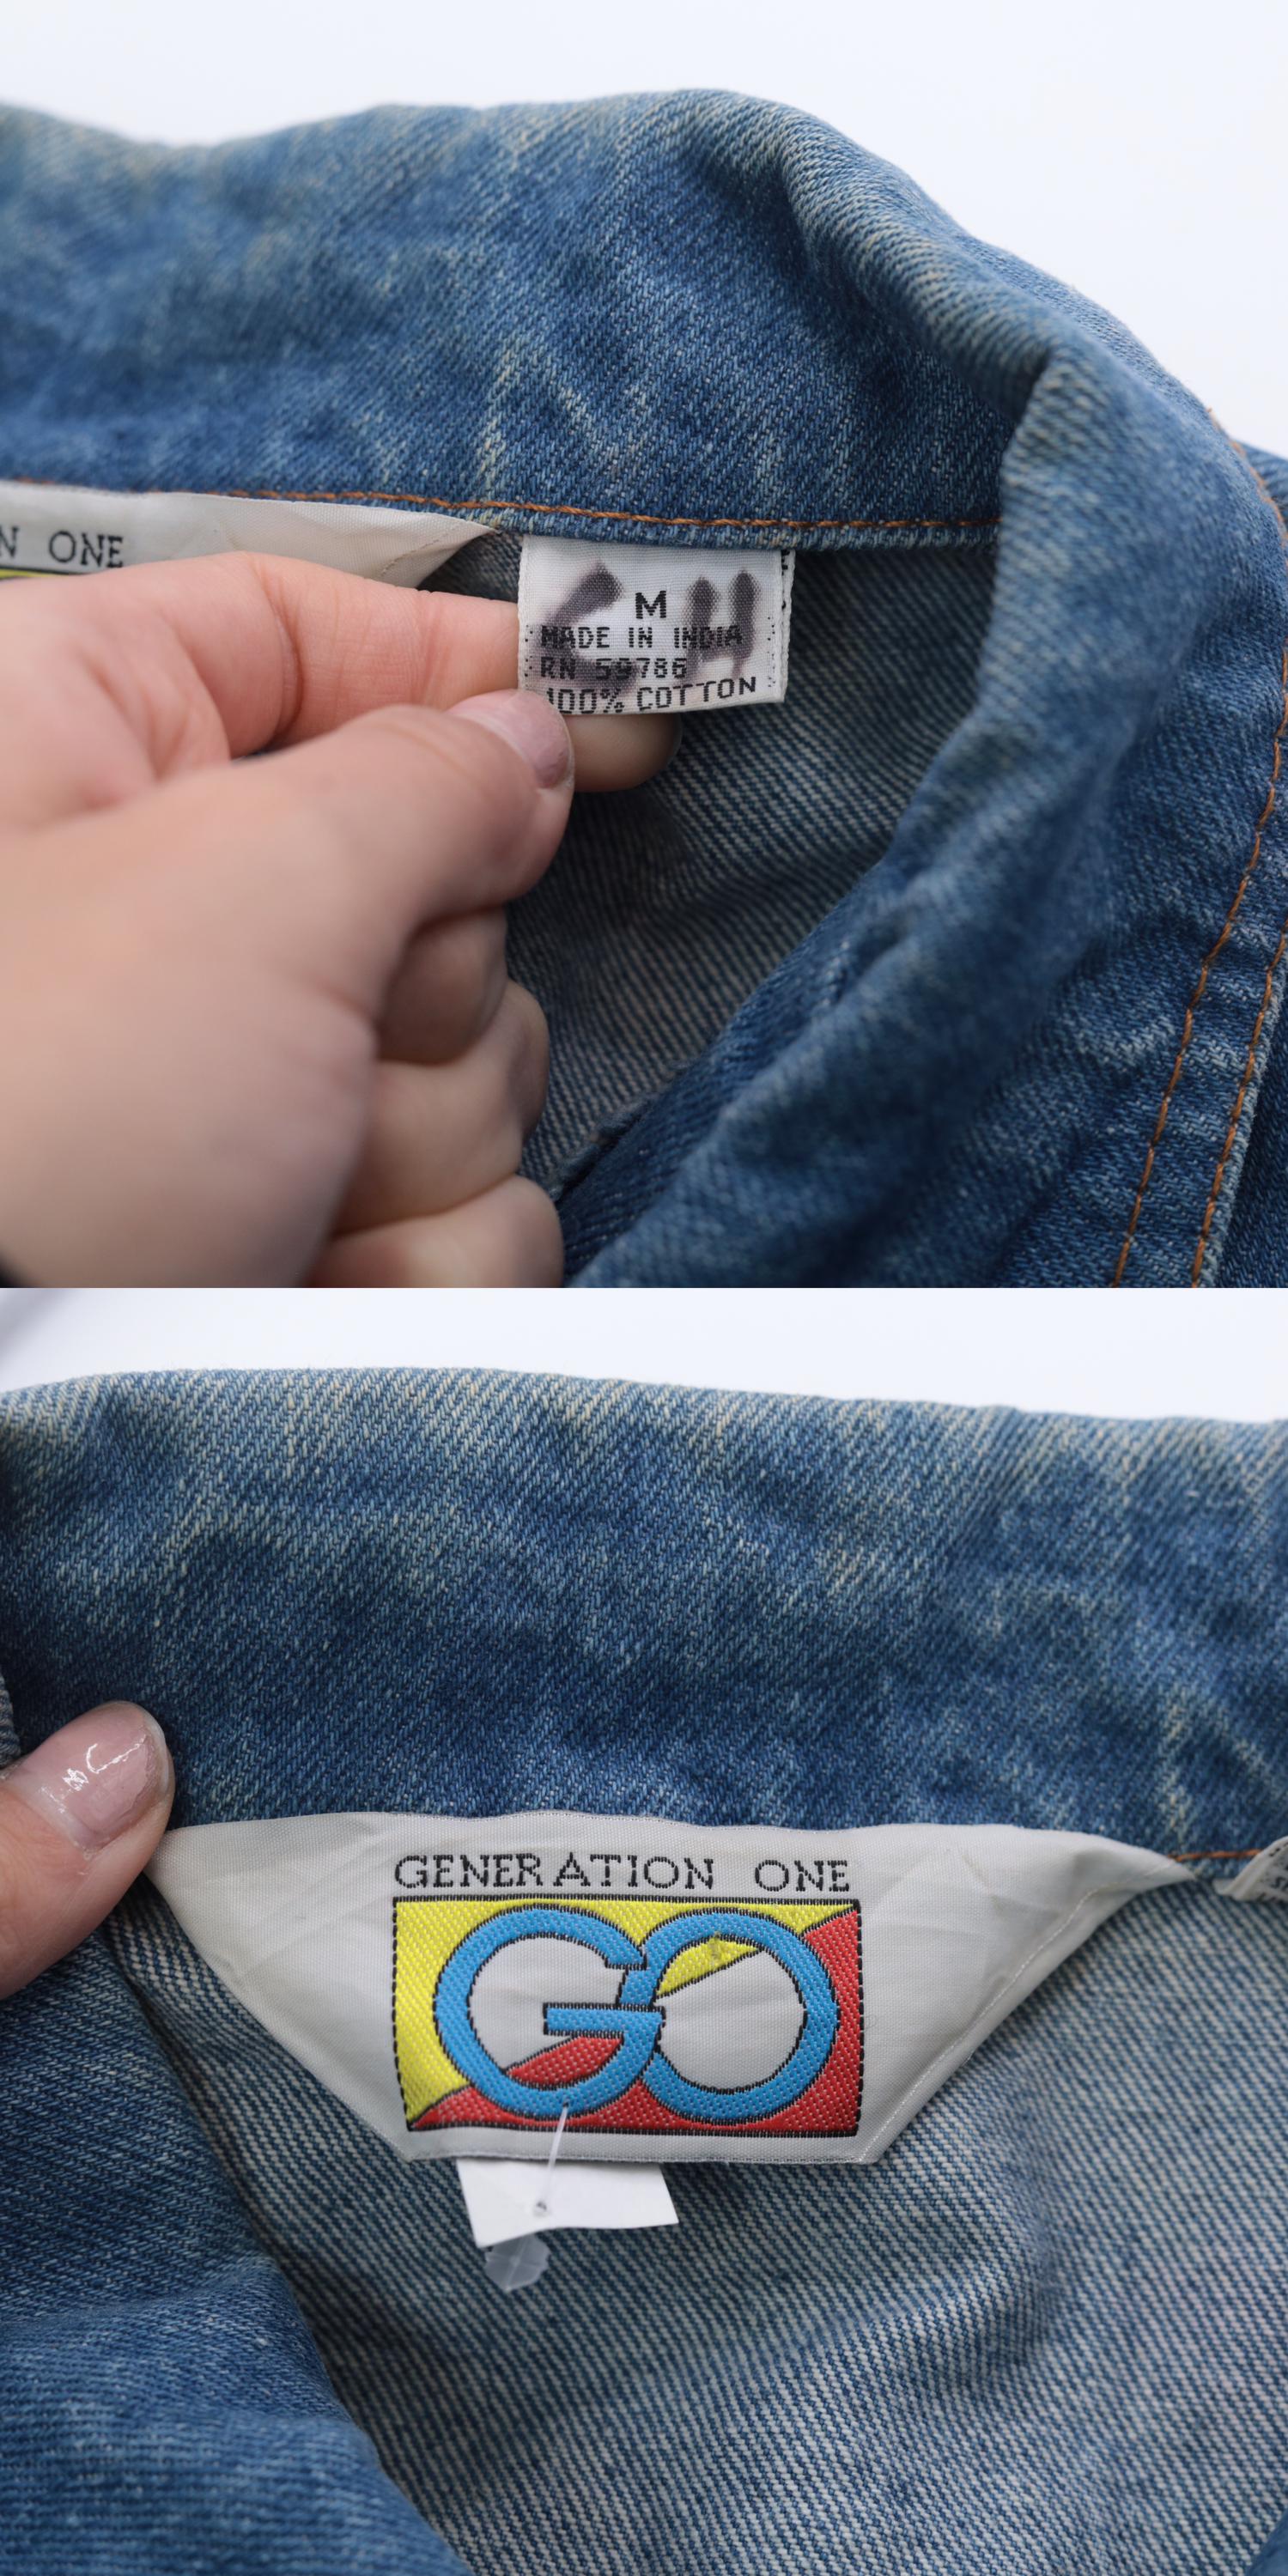 N ONE
M
MADE IN INDIA
RN 59786
100% COTTON
GENERATION ONE
GO